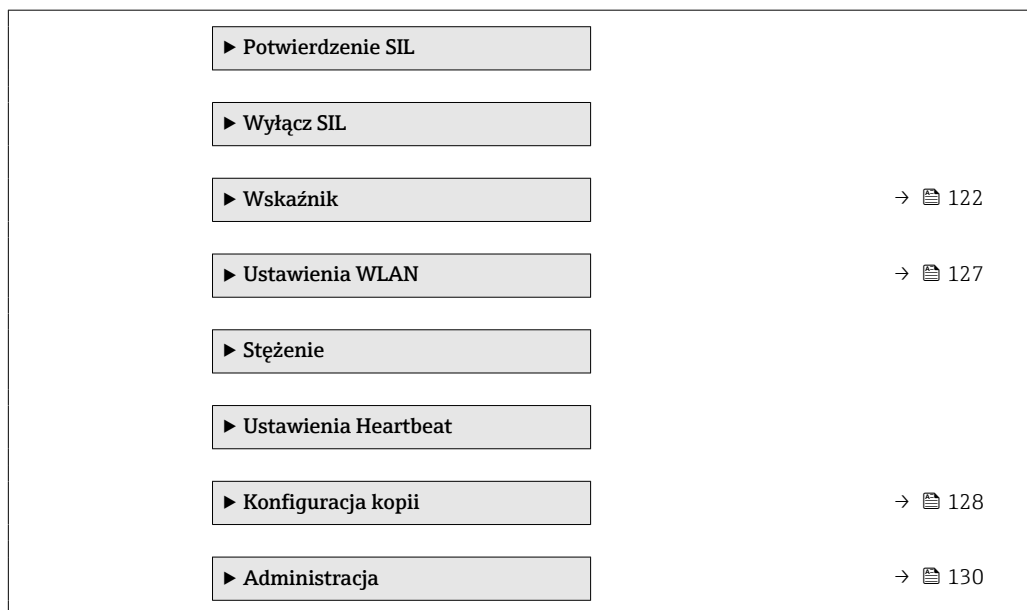 ▶ Potwierdzenie SIL
▶ Wyłącz SIL
▶ Wskaźnik → 122
▶ Ustawienia WLAN → 127
▶ Stężenie
▶ Ustawienia Heartbeat
▶ Konfiguracja kopii → 128
▶ Administracja → 130